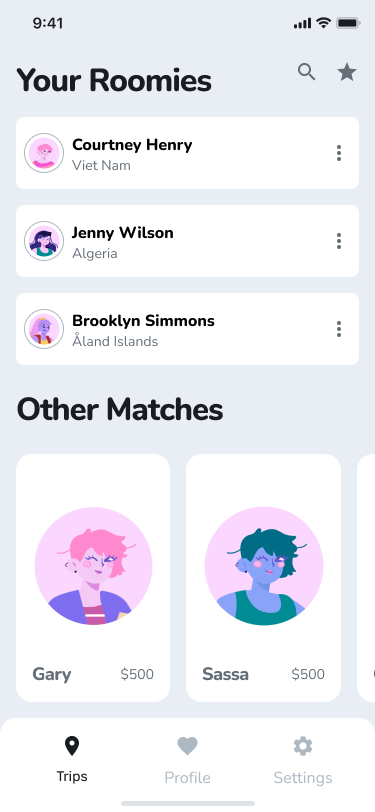 9:41
Your Roomies
Courtney Henry
Viet Nam
Jenny Wilson
Algeria
Brooklyn Simmons
Åland Islands
Other Matches
Gary $500
Sassa $500
Trips Profile Settings